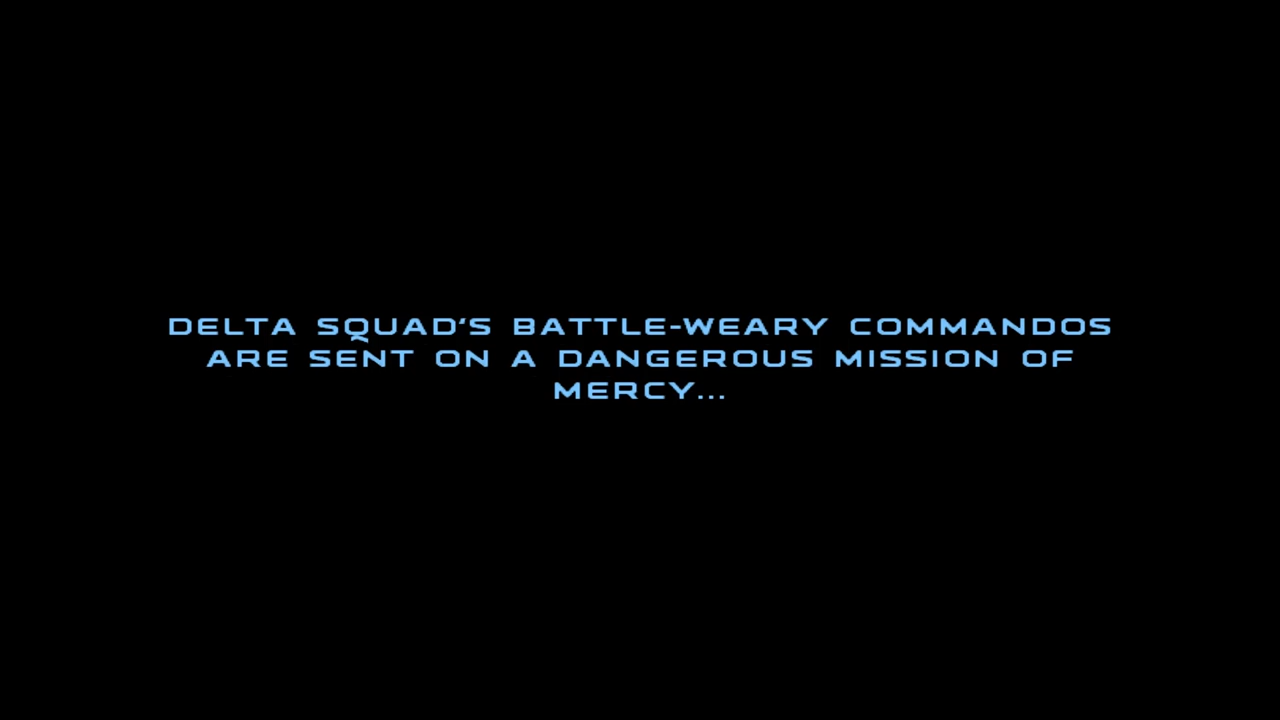 DELTA SQUAD'S BATTLE-WEARY COMMANDOS
ARE SENT ON A DANGEROUS MISSION OF
MERCY...